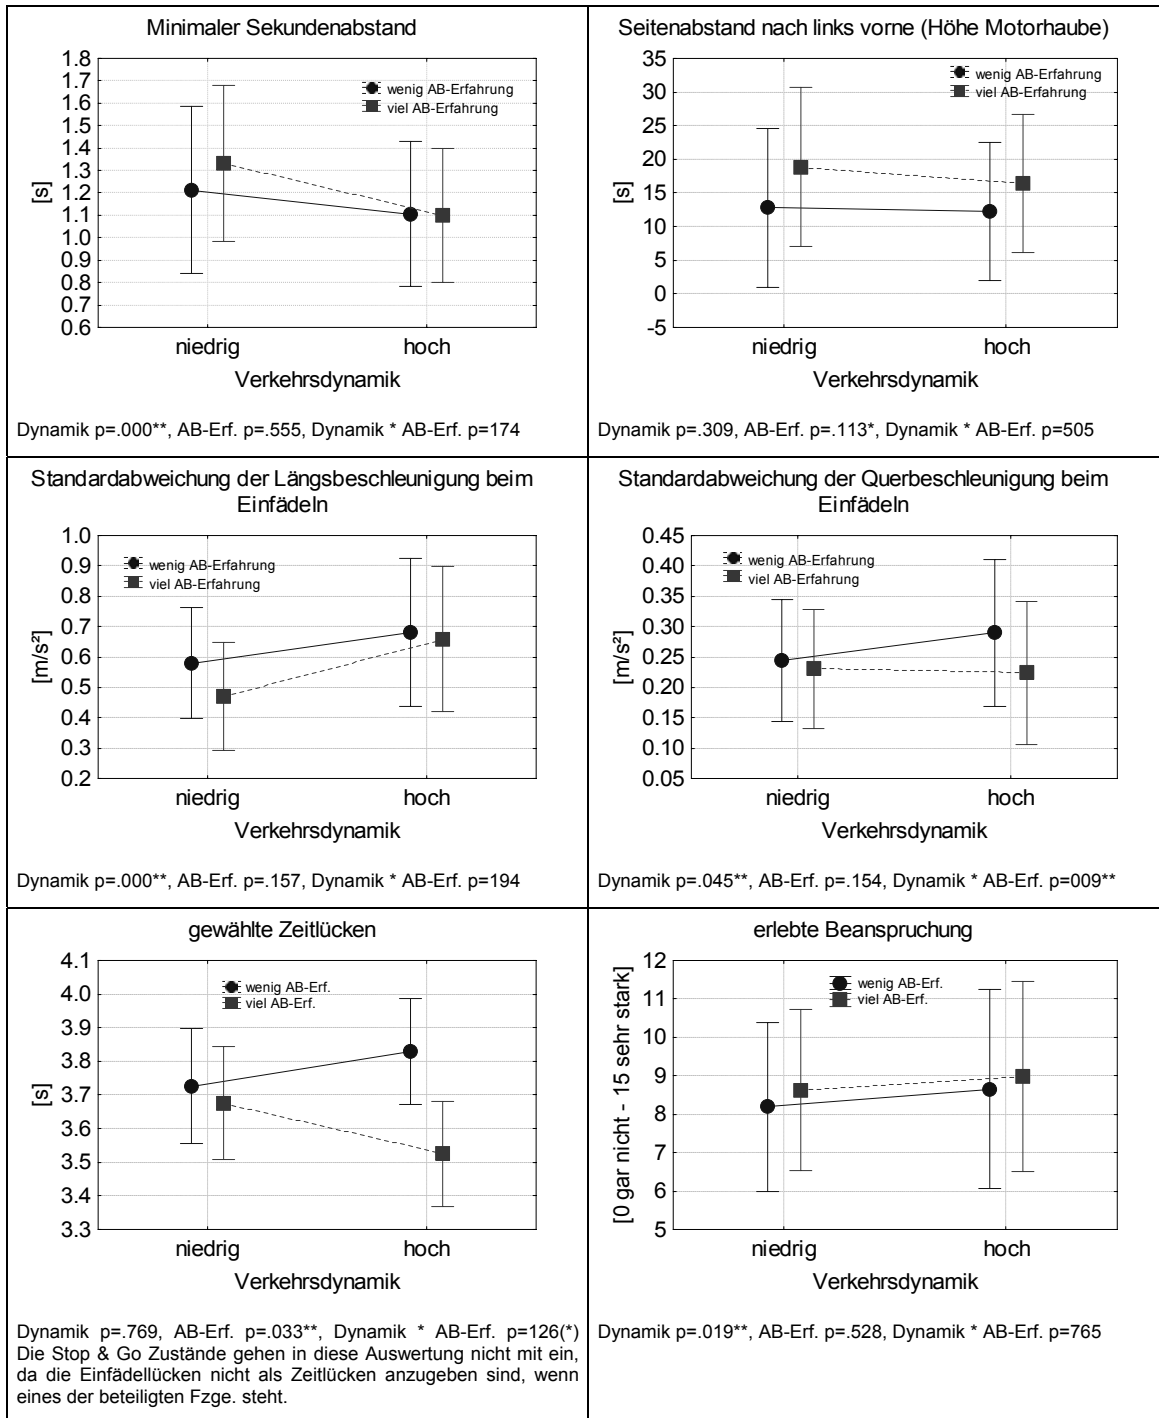 Minimaler Sekundenabstand
1.8
1.7
1.6
1.5
1.4
1.3
1.2
1.1
1.0
0.9
0.8
0.7
0.6
[s]
wenig AB-Erfahrung
viel AB-Erfahrung
niedrig hoch
Verkehrsdynamik
Dynamik p=.000**, AB-Erf. p=.555, Dynamik * AB-Erf. p=174
Seitenabstand nach links vorne (Höhe Motorhaube)
35
30
25
20
15
10
5
0
-5
[s]
wenig AB-Erfahrung
viel AB-Erfahrung
niedrig hoch
Verkehrsdynamik
Dynamik p=.309, AB-Erf. p=.113*, Dynamik * AB-Erf. p=505
Standardabweichung der Längsbeschleunigung beim
Einfädeln
1.0
0.9
0.8
0.7
0.6
0.5
0.4
0.3
0.2
[m/s²]
wenig AB-Erfahrung
viel AB-Erfahrung
niedrig hoch
Verkehrsdynamik
Dynamik p=.000**, AB-Erf. p=.157, Dynamik * AB-Erf. p=194
Standardabweichung der Querbeschleunigung beim
Einfädeln
0.45
0.40
0.35
0.30
0.25
0.20
0.15
0.10
0.05
[m/s²]
wenig AB-Erfahrung
viel AB-Erfahrung
niedrig hoch
Verkehrsdynamik
Dynamik p=.045**, AB-Erf. p=.154, Dynamik * AB-Erf. p=009**
gewählte Zeitlücken
4.1
4.0
3.9
3.8
3.7
3.6
3.5
3.4
3.3
[s]
wenig AB-Erf.
viel AB-Erf.
niedrig hoch
Verkehrsdynamik
Dynamik p=.769, AB-Erf. p=.033**, Dynamik * AB-Erf. p=126(*)
Die Stop & Go Zustände gehen in diese Auswertung nicht mit ein,
da die Einfädellücken nicht als Zeitlücken anzugeben sind, wenn
eines der beteiligten Fzge. steht.
erlebte Beanspruchung
12
11
10
9
8
7
6
5
[0 gar nicht - 15 sehr stark]
wenig AB-Erf.
viel AB-Erf.
niedrig hoch
Verkehrsdynamik
Dynamik p=.019**, AB-Erf. p=.528, Dynamik * AB-Erf. p=765